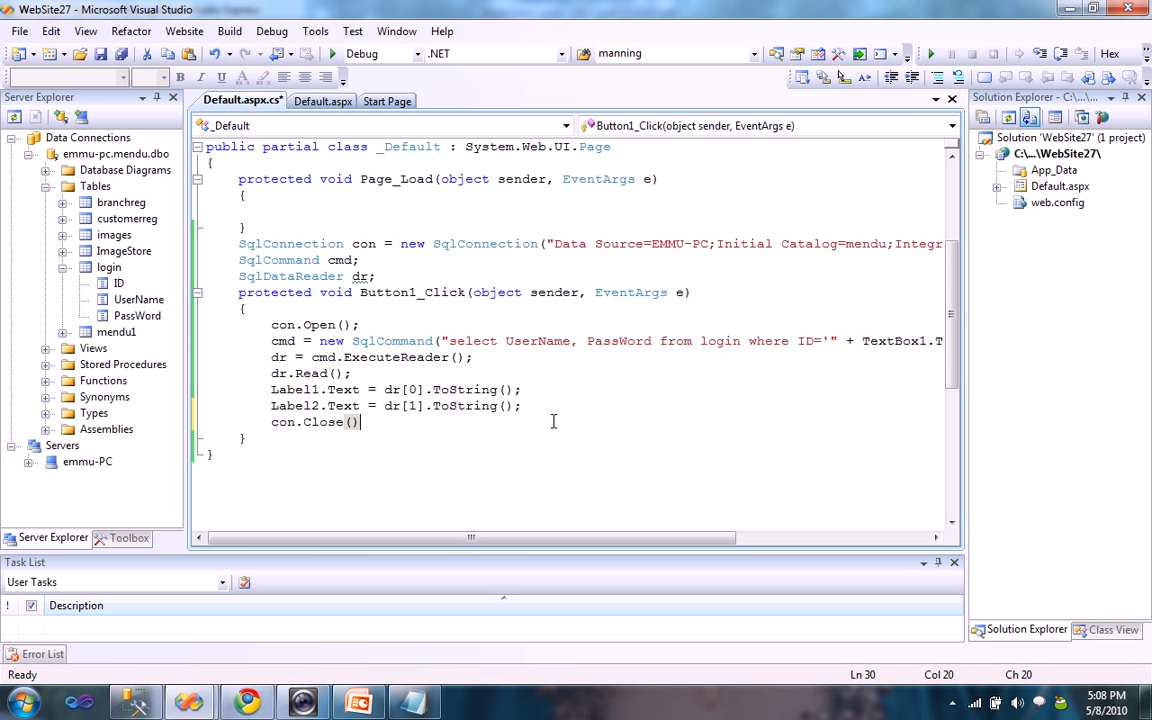 WebSite27 - Microsoft Visual Studio
File Edit View Refactor Website Build Debug Tools Test Window Help
Debug .NET manning Hex
Server Explorer
Default.aspx.cs* Default.aspx Start Page
Solution Explorer - C:\...\
_Default
Button1_Click(object sender, EventArgs e)
Data Connections
emmu-pc.mendu.dbo
Database Diagrams
Tables
branchreg
customerreg
images
ImageStore
login
ID
UserName
PassWord
mendu1
Views
Stored Procedures
Functions
Synonyms
Types
Assemblies
Servers
emmu-PC
Server Explorer Toolbox
public partial class _Default : System.Web.UI.Page
{
protected void Page_Load(object sender, EventArgs e)
{
}
SqlConnection con = new SqlConnection("Data Source=EMMU-PC;Initial Catalog=mendu;Integr
SqlCommand cmd;
SqlDataReader dr;
protected void Button1_Click(object sender, EventArgs e)
{
con.Open();
cmd = new SqlCommand("select UserName, PassWord from login where ID='" + TextBox1.T
dr = cmd.ExecuteReader();
dr.Read();
Label1.Text = dr[0].ToString();
Label2.Text = dr[1].ToString();
con.Close()
}
}
Solution 'WebSite27' (1 project)
C:\...\WebSite27\
App_Data
Default.aspx
web.config
Solution Explorer Class View
Task List
User Tasks
! Description
Error List
Ready Ln 30 Col 20 Ch 20
5:08 PM
5/8/2010